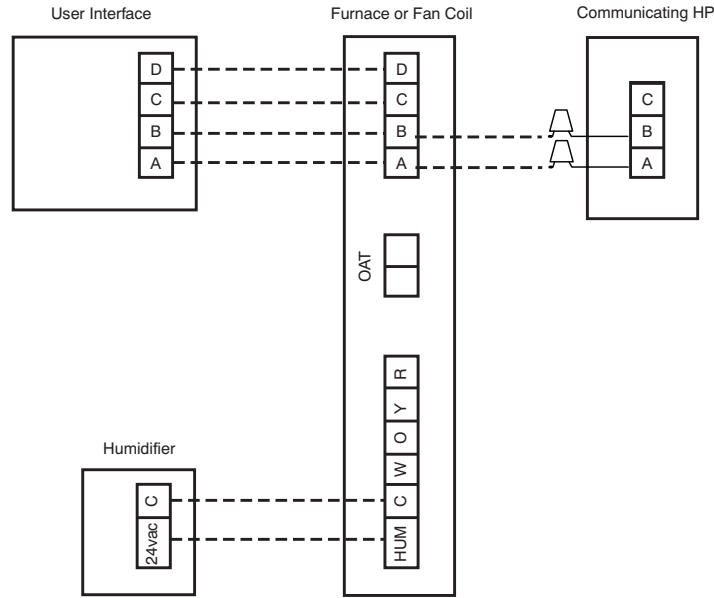 User Interface
Furnace or Fan Coil
Communicating HP
D
C
B
A
D
C
B
A
C
B
A
OAT
R
Y
O
W
C
HUM
Humidifier
C
24vac